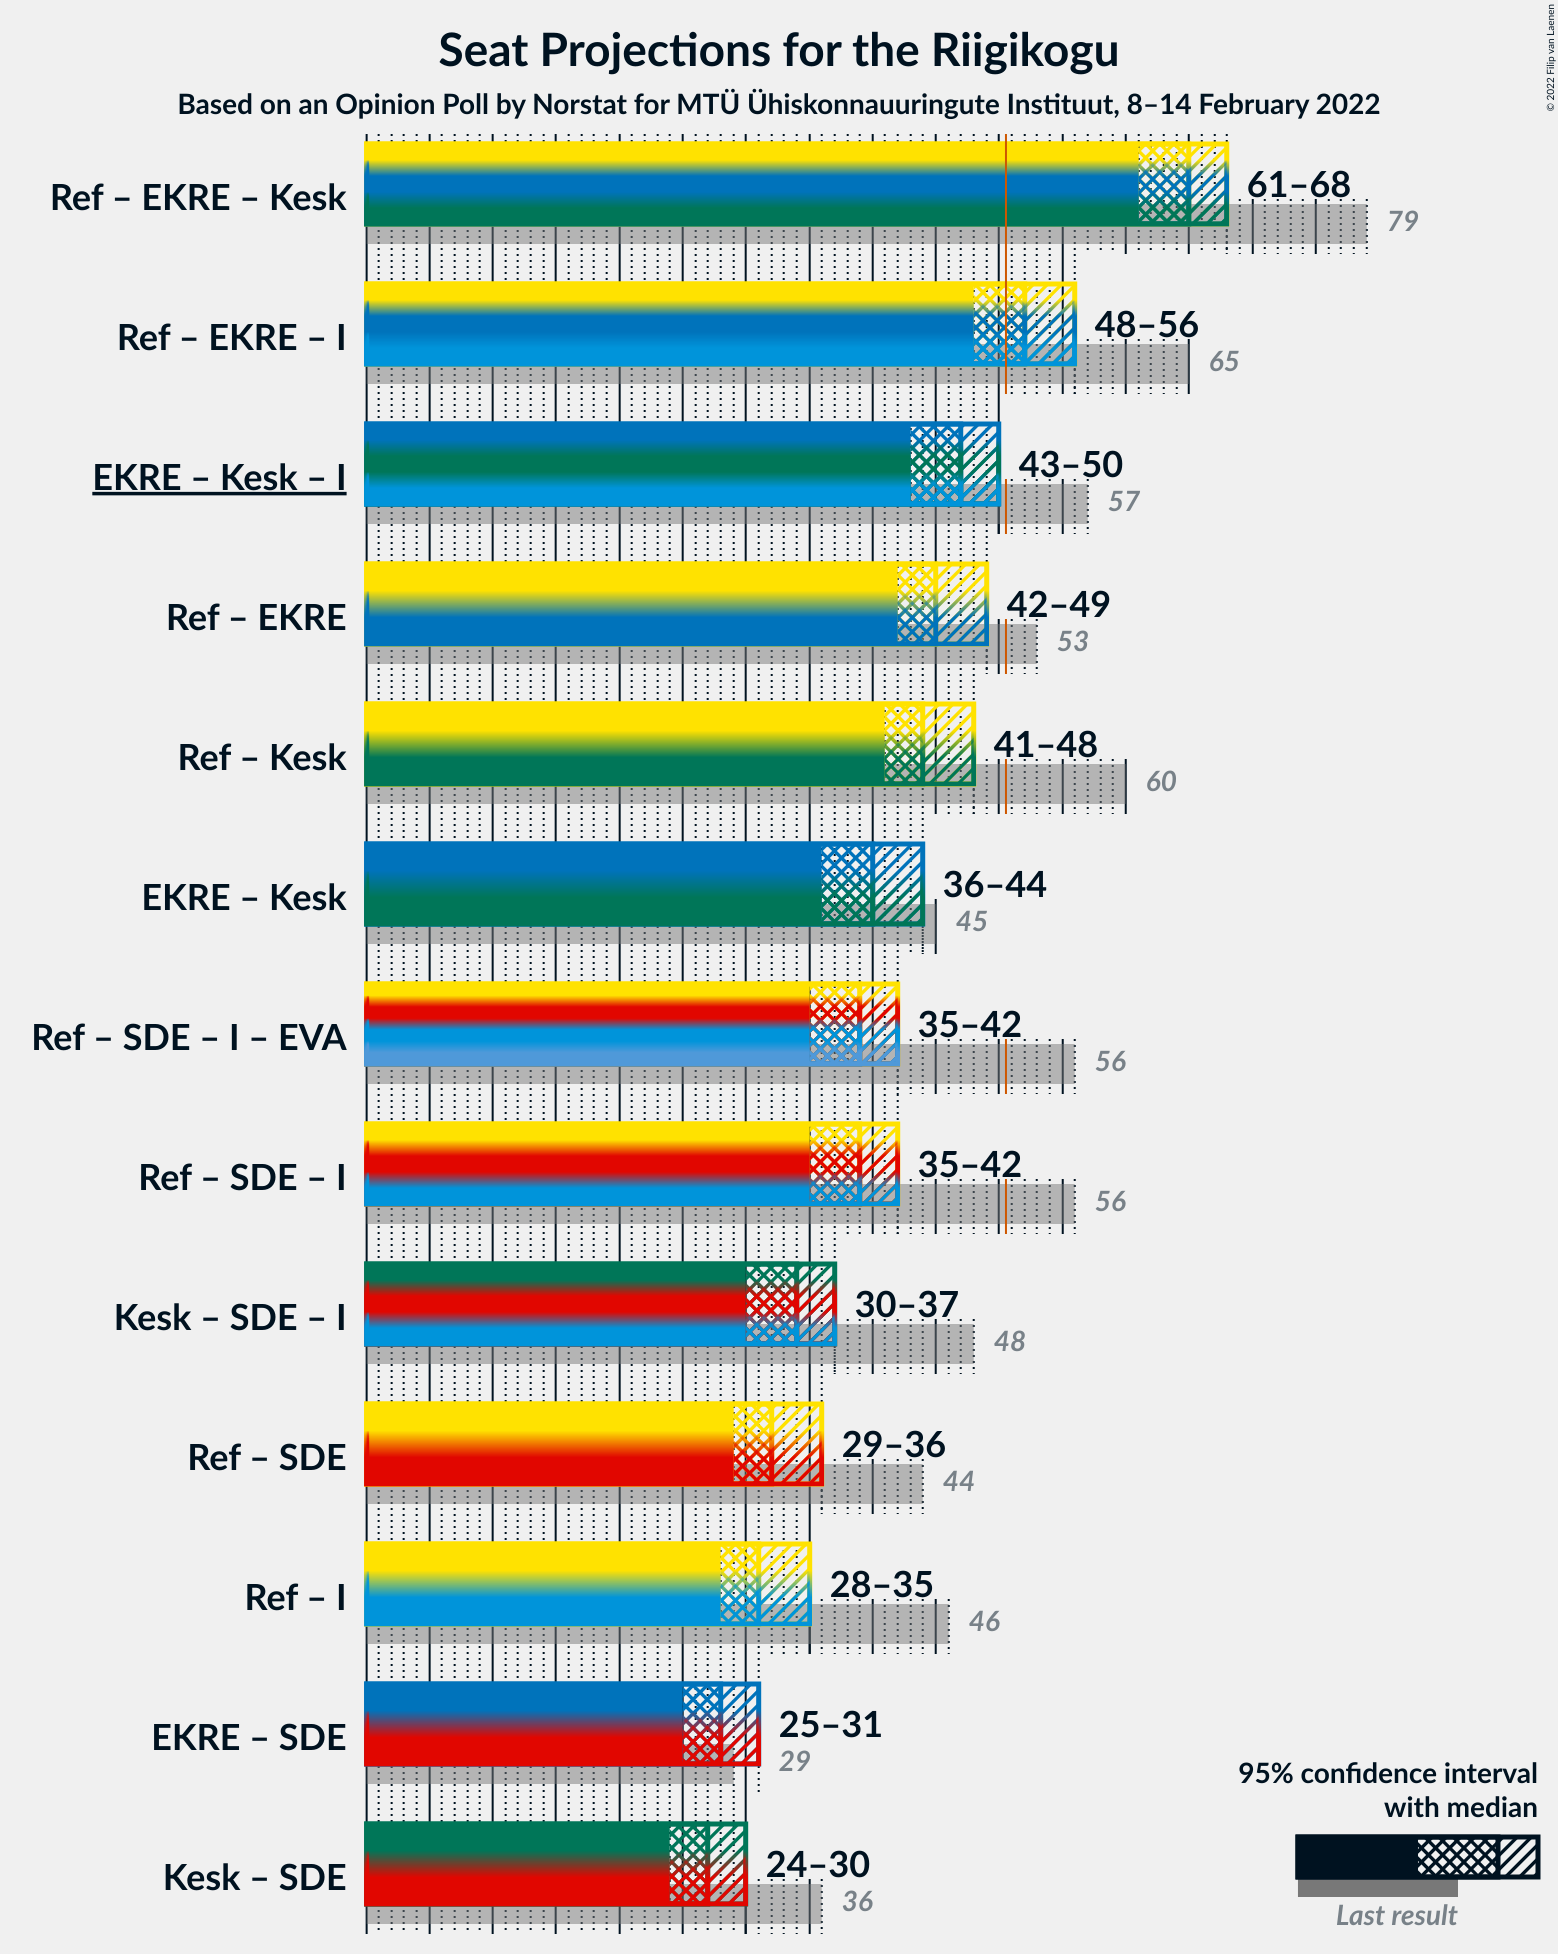 Seat Projections for the Riigikogu
Based on an Opinion Poll by Norstat for MTÜ Ühiskonnauuringute Instituut, 8–14 February 2022
© 2022 Filip van Laenen
Ref – EKRE – Kesk
61–68
79
Ref – EKRE – I
48–56
65
EKRE – Kesk – I
43–50
57
Ref – EKRE
42–49
53
Ref – Kesk
41–48
60
EKRE – Kesk
36–44
45
Ref – SDE – I – EVA
35–42
56
Ref – SDE – I
35–42
56
Kesk – SDE – I
30–37
48
Ref – SDE
29–36
44
Ref – I
28–35
46
EKRE – SDE
25–31
29
Kesk – SDE
24–30
36
95% confidence interval
with median
Last result